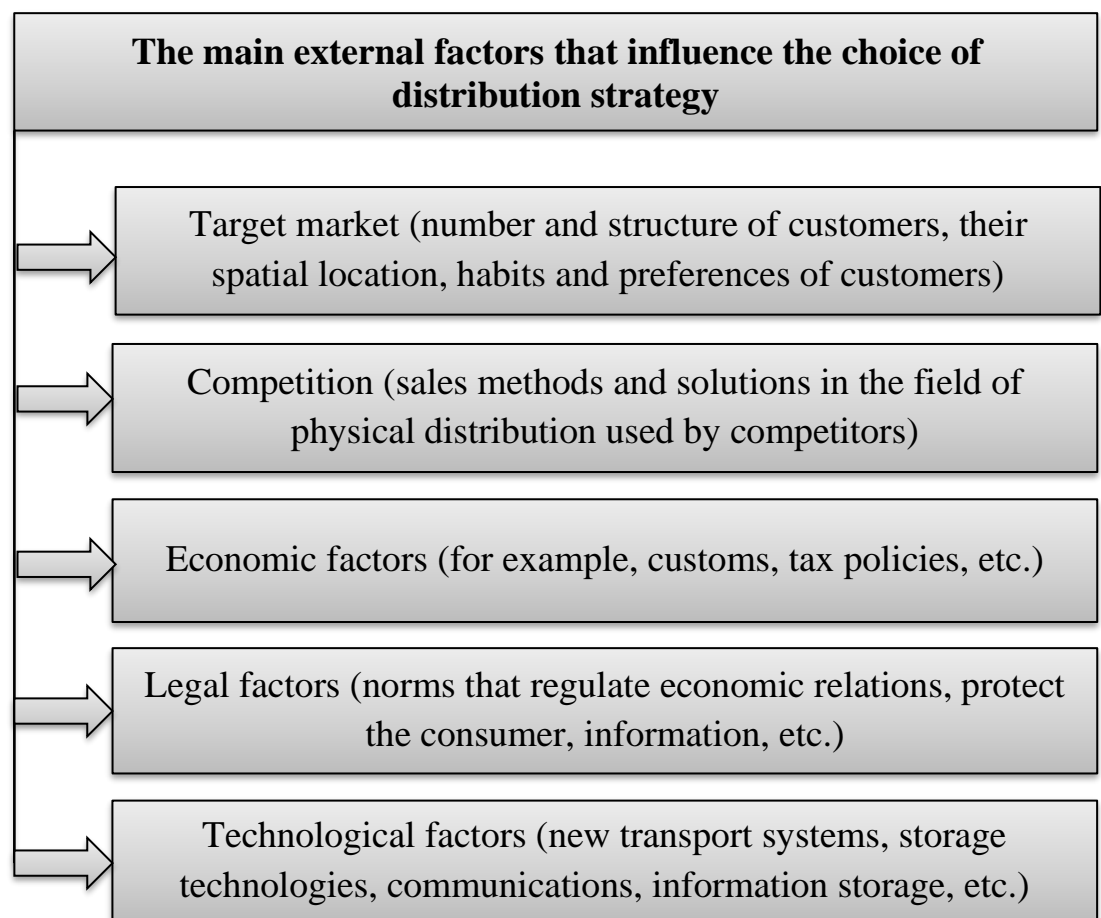 The main external factors that influence the choice of
distribution strategy
Target market (number and structure of customers, their
spatial location, habits and preferences of customers)
Competition (sales methods and solutions in the field of
physical distribution used by competitors)
Economic factors (for example, customs, tax policies, etc.)
Legal factors (norms that regulate economic relations, protect
the consumer, information, etc.)
Technological factors (new transport systems, storage
technologies, communications, information storage, etc.)